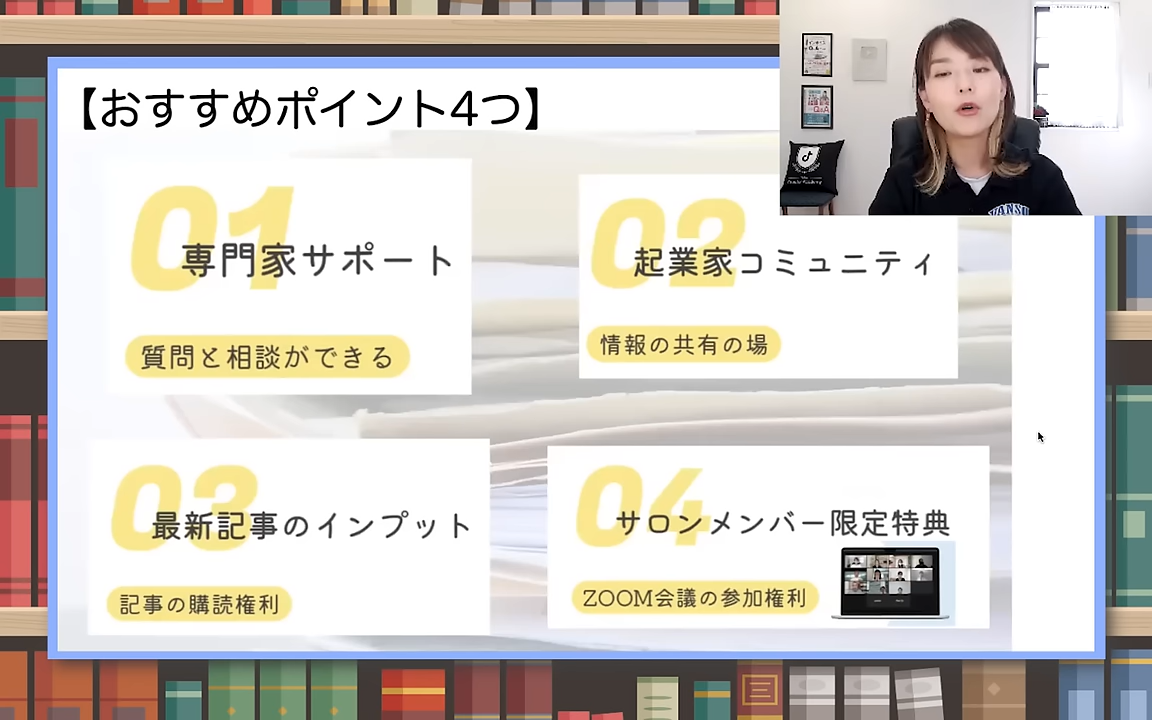 【おすすめポイント4つ】
01
専門家サポート
質問と相談ができる
02
起業家コミュニティ
情報の共有の場
03
最新記事のインプット
記事の購読権利
04
サロンメンバー限定特典
ZOOM会議の参加権利
Q&A